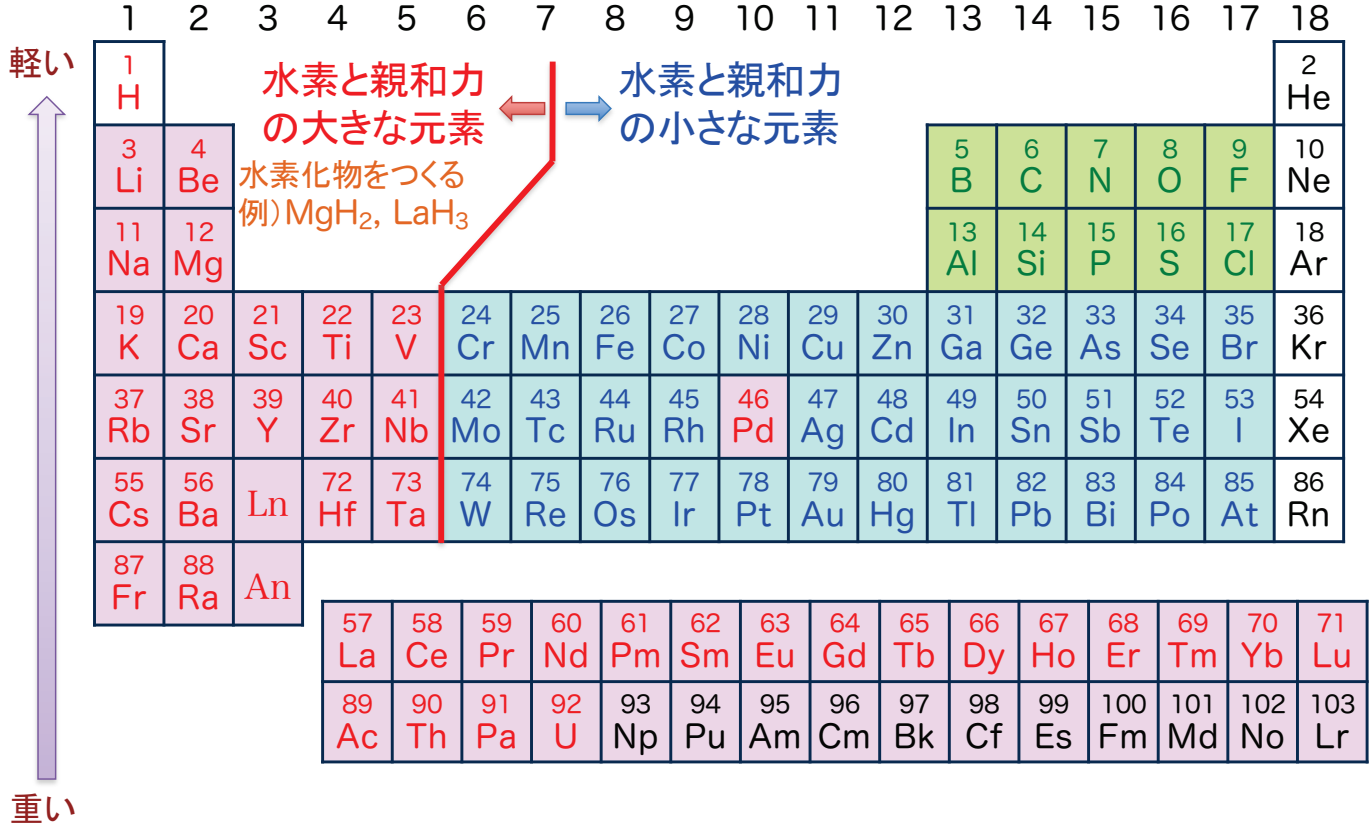 1 2 3 4 5 6 7 8 9 10 11 12 13 14 15 16 17 18
軽い
水素と親和力
の大きな元素
水素と親和力
の小さな元素
水素化物をつくる
例)MgH₂, LaH₃
1 2
H He
3 4 5 6 7 8 9 10
Li Be B C N O F Ne
11 12 13 14 15 16 17 18
Na Mg Al Si P S Cl Ar
19 20 21 22 23 24 25 26 27 28 29 30 31 32 33 34 35 36
K Ca Sc Ti V Cr Mn Fe Co Ni Cu Zn Ga Ge As Se Br Kr
37 38 39 40 41 42 43 44 45 46 47 48 49 50 51 52 53 54
Rb Sr Y Zr Nb Mo Tc Ru Rh Pd Ag Cd In Sn Sb Te I Xe
55 56 72 73 74 75 76 77 78 79 80 81 82 83 84 85 86
Cs Ba Ln Hf Ta W Re Os Ir Pt Au Hg Tl Pb Bi Po At Rn
87 88
Fr Ra An
57 58 59 60 61 62 63 64 65 66 67 68 69 70 71
La Ce Pr Nd Pm Sm Eu Gd Tb Dy Ho Er Tm Yb Lu
89 90 91 92 93 94 95 96 97 98 99 100 101 102 103
Ac Th Pa U Np Pu Am Cm Bk Cf Es Fm Md No Lr
重い